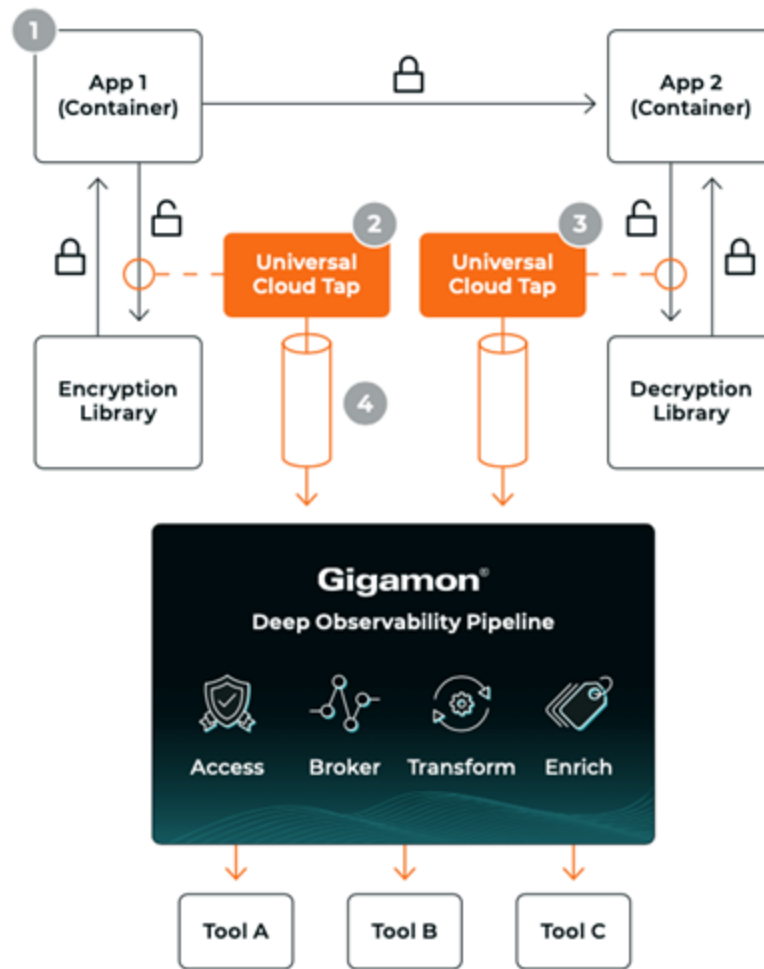 1
App 1
(Container)
App 2
(Container)
2
Universal
Cloud Tap
3
Universal
Cloud Tap
Encryption
Library
4
Decryption
Library
Gigamon®
Deep Observability Pipeline
Access
Broker
Transform
Enrich
Tool A
Tool B
Tool C